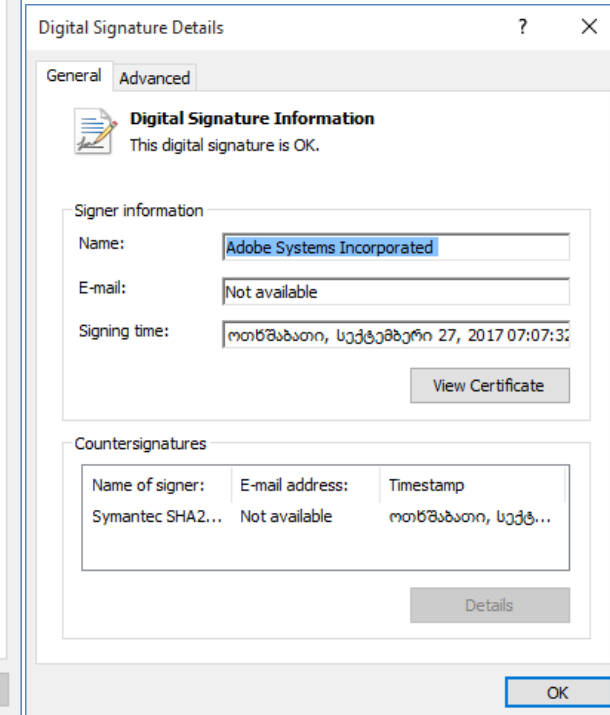 Digital Signature Details
General Advanced
Digital Signature Information
This digital signature is OK.
Signer information
Name: Adobe Systems Incorporated
E-mail: Not available
Signing time: ოთხშაბათი, სექტემბერი 27, 2017 07:07:32
View Certificate
Countersignatures
Name of signer: E-mail address: Timestamp
Symantec SHA2... Not available ოთხშაბათი, სექტ...
Details
OK